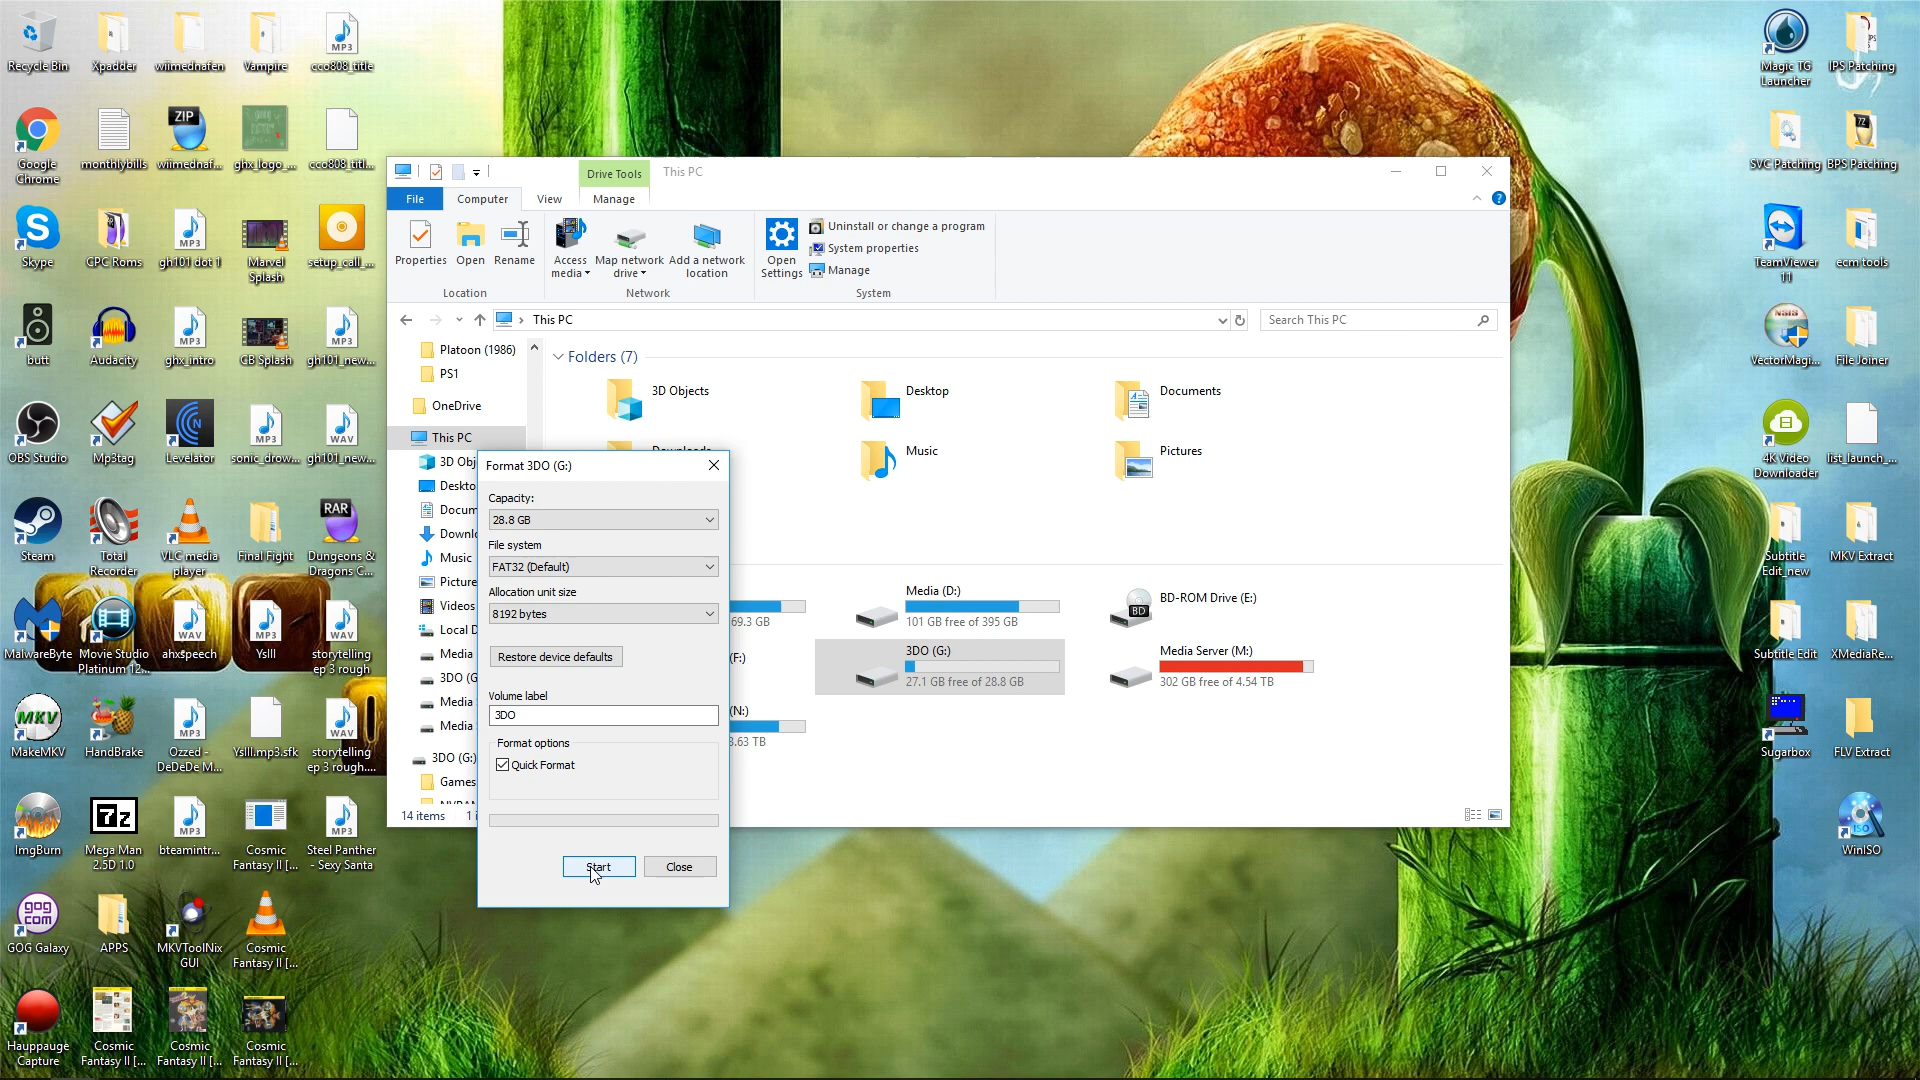 Recycle Bin
Xpadder
wiimednafen
Vampire
cco808_title
Google
Chrome
monthlybills
wiimednaf...
ghx_logo_...
cco808_titl...
Skype
CPC Roms
gh101 dot 1
Marvel
Splash
setup_call_...
butt
Audacity
ghx_intro
CB Splash
gh101_new...
OBS Studio
Mp3tag
Levelator
sonic_drow...
gh101_new...
Steam
Total
Recorder
VLC media
player
Final Fight
Dungeons &
Dragons C...
MalwareByte
Movie Studio
Platinum 12...
ahxspeech
Yslll
storytelling
ep 3 rough
MakeMKV
HandBrake
Ozzed -
DeDeDe M...
Yslll.mp3.sfk
storytelling
ep 3 rough....
ImgBurn
Mega Man
2.5D 1.0
bteamintr...
Cosmic
Fantasy II [...
Steel Panther
- Sexy Santa
GOG Galaxy
APPS
MKVToolNix
GUI
Cosmic
Fantasy II [...
Hauppauge
Capture
Cosmic
Fantasy II [...
Cosmic
Fantasy II [...
Cosmic
Fantasy II [...
Drive Tools
This PC
File
Computer
View
Manage
Properties
Open
Rename
Access
media
Map network
drive
Add a network
location
Open
Settings
Uninstall or change a program
System properties
Manage
Location
Network
System
This PC
Search This PC
Platoon (1986)
PS1
OneDrive
This PC
3D Obj
Deskto
Docum
Downlo
Music
Picture
Videos
Local D
Media
3DO (G
Media
Media
3DO (G:)
Games
Folders (7)
3D Objects
Desktop
Documents
Downloads
Music
Pictures
69.3 GB
Media (D:)
101 GB free of 395 GB
BD-ROM Drive (E:)
(F:)
3DO (G:)
27.1 GB free of 28.8 GB
Media Server (M:)
302 GB free of 4.54 TB
(N:)
3.63 TB
14 items
Format 3DO (G:)
Capacity:
28.8 GB
File system
FAT32 (Default)
Allocation unit size
8192 bytes
Restore device defaults
Volume label
3DO
Format options
Quick Format
Start
Close
Magic TG
Launcher
IPS Patching
SVC Patching
BPS Patching
TeamViewer
11
ecm tools
VectorMagi...
File Joiner
4K Video
Downloader
list_launch_...
Subtitle
Edit_new
MKV Extract
Subtitle Edit
XMediaRe...
Sugarbox
FLV Extract
WinISO